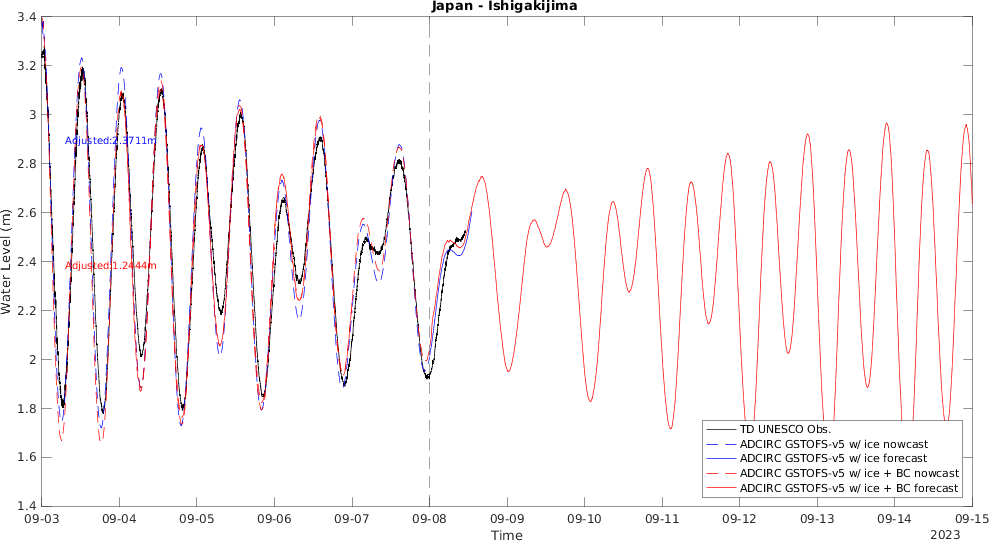 Japan - Ishigakijima
3.4
3.2
3
2.8
2.6
2.4
2.2
2
1.8
1.6
1.4
Water Level (m)
Adjusted:2.3711m
Adjusted:1.2444m
TD UNESCO Obs.
ADCIRC GSTOFS-v5 w/ ice nowcast
ADCIRC GSTOFS-v5 w/ ice forecast
ADCIRC GSTOFS-v5 w/ ice + BC nowcast
ADCIRC GSTOFS-v5 w/ ice + BC forecast
09-03 09-04 09-05 09-06 09-07 09-08 09-09 09-10 09-11 09-12 09-13 09-14 09-15
Time
2023